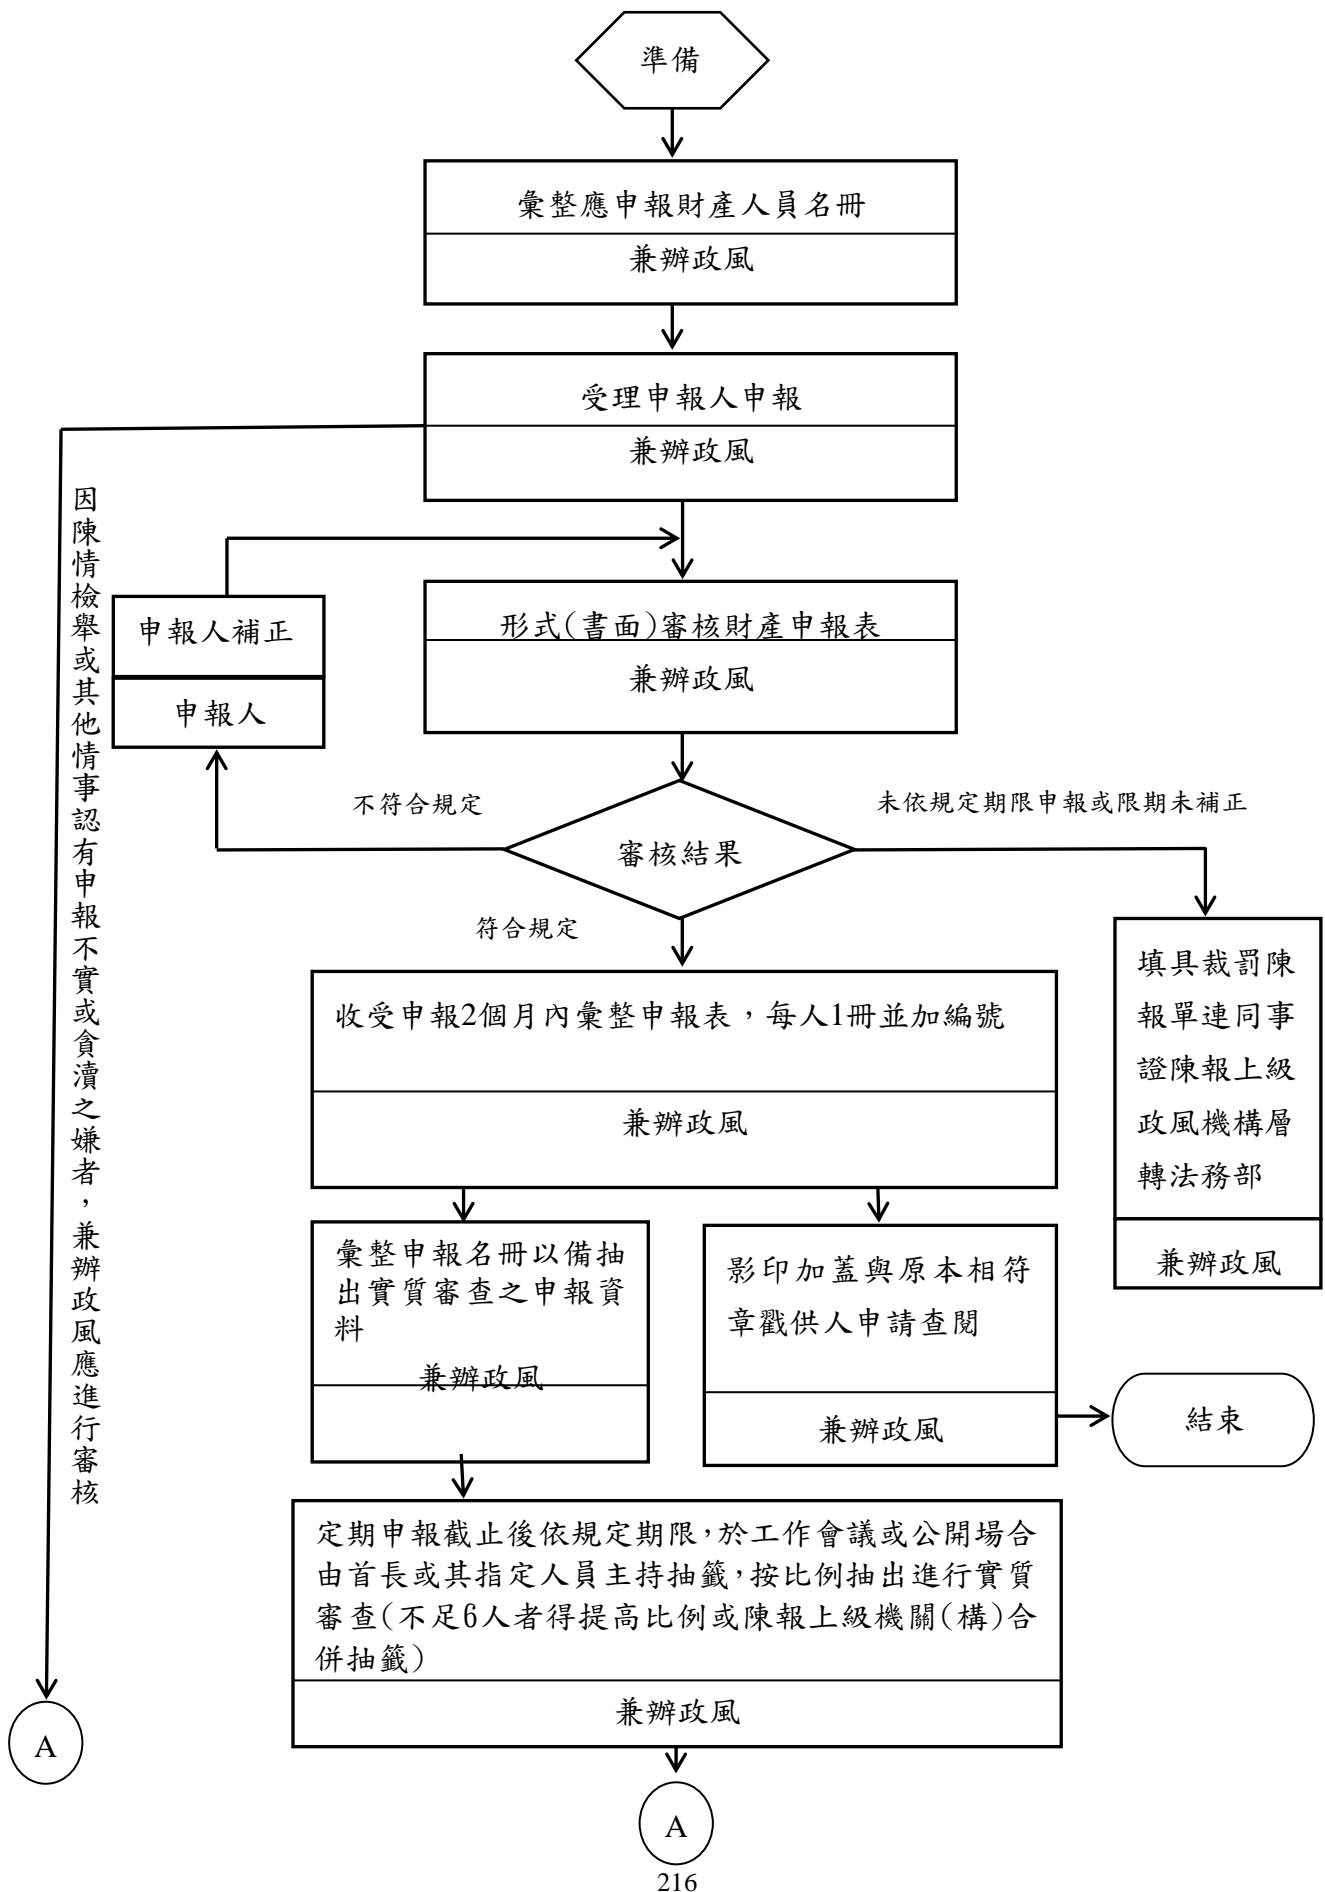 準備
彙整應申報財產人員名冊
兼辦政風
受理申報人申報
兼辦政風
因陳情檢舉或其他情事認有申報不實或貪瀆之嫌者，兼辦政風應進行審核
申報人補正
申報人
形式(書面)審核財產申報表
兼辦政風
不符合規定
未依規定期限申報或限期未補正
審核結果
符合規定
收受申報2個月內彙整申報表，每人1冊並加編號
兼辦政風
填具裁罰陳
報單連同事
證陳報上級
政風機構層
轉法務部
兼辦政風
彙整申報名冊以備抽
出實質審查之申報資
料
兼辦政風
影印加蓋與原本相符
章戳供人申請查閱
兼辦政風
結束
定期申報截止後依規定期限，於工作會議或公開場合
由首長或其指定人員主持抽籤，按比例抽出進行實質
審查(不足6人者得提高比例或陳報上級機關(構)合
併抽籤)
兼辦政風
A
A
216